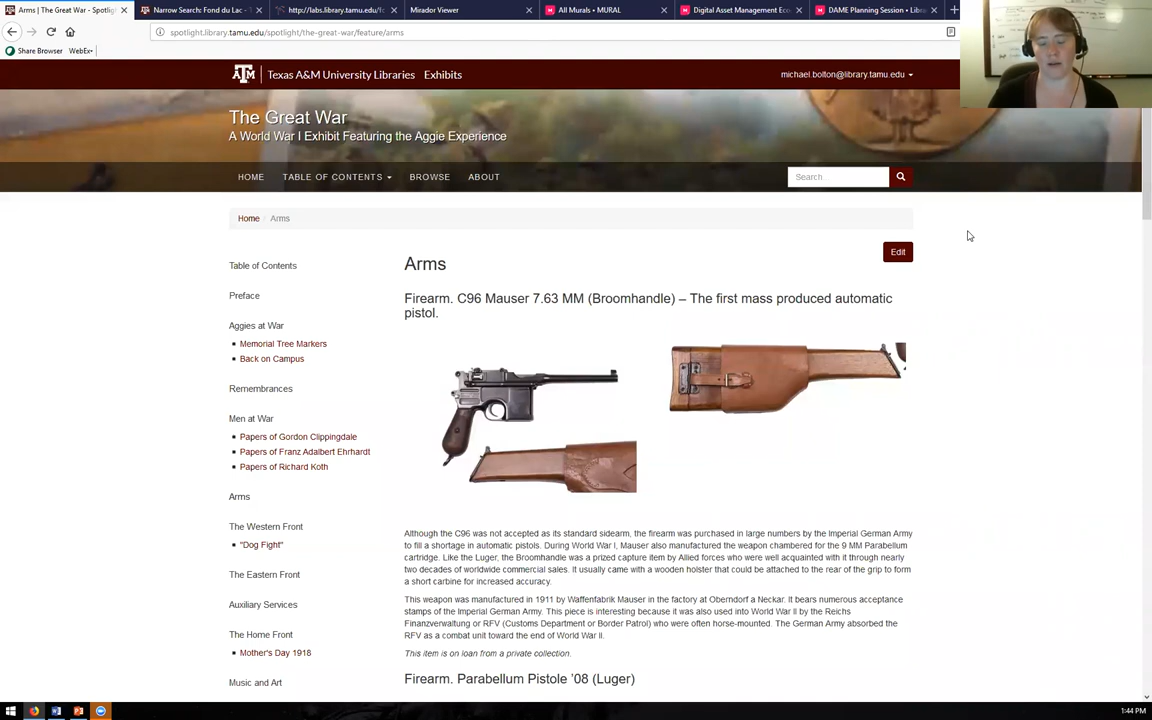 Arms | The Great War - Spotlig
Narrow Search: Fond du Lac -
http://labs.library.tamu.edu/fc
Mirador Viewer
All Murals • MURAL
Digital Asset Management Eco
DAME Planning Session • Librar
spotlight.library.tamu.edu/spotlight/the-great-war/feature/arms
Share Browser WebEx
Texas A&M University Libraries | Exhibits
michael.bolton@library.tamu.edu
The Great War
A World War I Exhibit Featuring the Aggie Experience
HOME TABLE OF CONTENTS BROWSE ABOUT
Search...
Home / Arms
Edit
Table of Contents
Preface
Aggies at War
Memorial Tree Markers
Back on Campus
Remembrances
Men at War
Papers of Gordon Clippingdale
Papers of Franz Adalbert Ehrhardt
Papers of Richard Koth
Arms
The Western Front
"Dog Fight"
The Eastern Front
Auxiliary Services
The Home Front
Mother's Day 1918
Music and Art
Arms
Firearm. C96 Mauser 7.63 MM (Broomhandle) – The first mass produced automatic
pistol.
Although the C96 was not accepted as its standard sidearm, the firearm was purchased in large numbers by the Imperial German Army
to fill a shortage in automatic pistols. During World War I, Mauser also manufactured the weapon chambered for the 9 MM Parabellum
cartridge. Like the Luger, the Broomhandle was a prized capture item by Allied forces who were well acquainted with it through nearly
two decades of worldwide commercial sales. It usually came with a wooden holster that could be attached to the rear of the grip to form
a short carbine for increased accuracy.
This weapon was manufactured in 1911 by Waffenfabrik Mauser in the factory at Oberndorf a Neckar. It bears numerous acceptance
stamps of the Imperial German Army. This piece is interesting because it was also used into World War II by the Reichs
Finanzverwaltung or RFV (Customs Department or Border Patrol) who were often horse-mounted. The German Army absorbed the
RFV as a combat unit toward the end of World War II.
This item is on loan from a private collection.
Firearm. Parabellum Pistole '08 (Luger)
1:44 PM